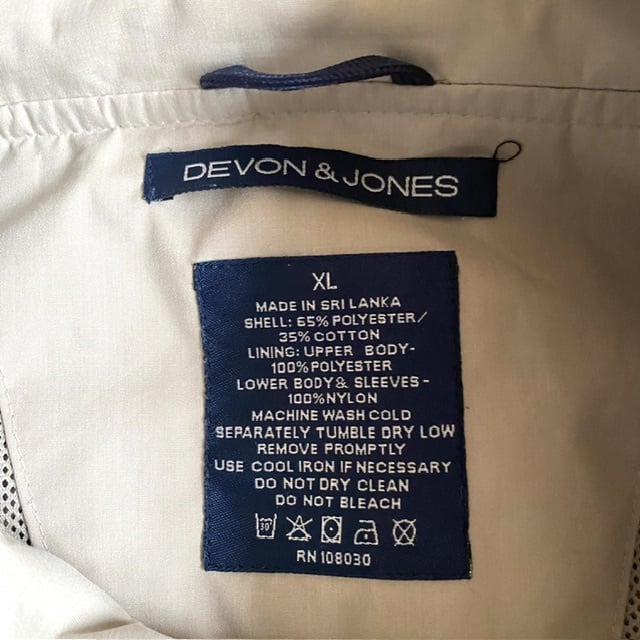 DEVON & JONES
XL
MADE IN SRI LANKA
SHELL: 65% POLYESTER/
35% COTTON
LINING: UPPER BODY-
100% POLYESTER
LOWER BODY & SLEEVES -
100% NYLON
MACHINE WASH COLD
SEPARATELY TUMBLE DRY LOW
REMOVE PROMPTLY
USE COOL IRON IF NECESSARY
DO NOT DRY CLEAN
DO NOT BLEACH
30°
RN 108030